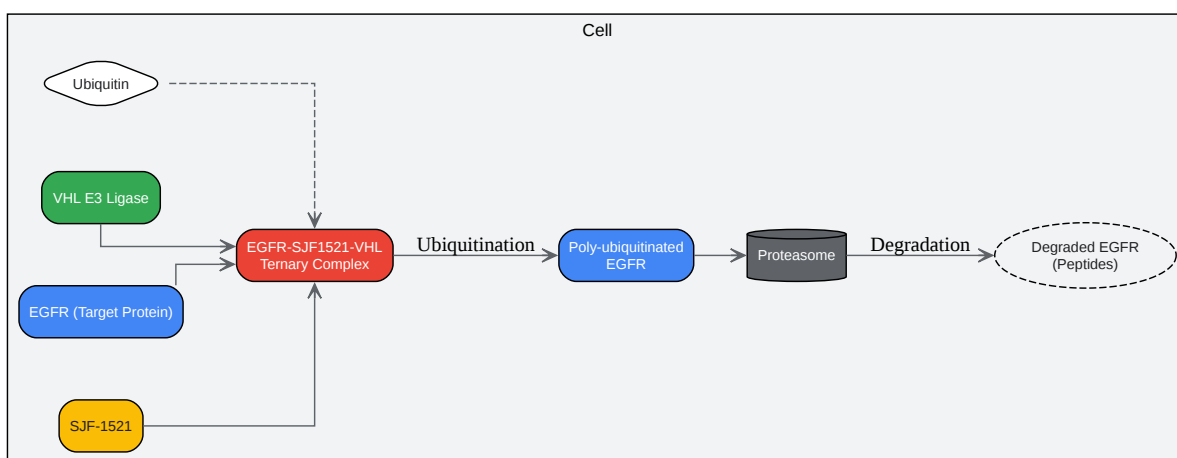 Cell
Ubiquitin
VHL E3 Ligase
EGFR-SJF1521-VHL
Ternary Complex
Ubiquitination
Poly-ubiquitinated
EGFR
Proteasome
Degradation
Degraded EGFR
(Peptides)
EGFR (Target Protein)
SJF-1521